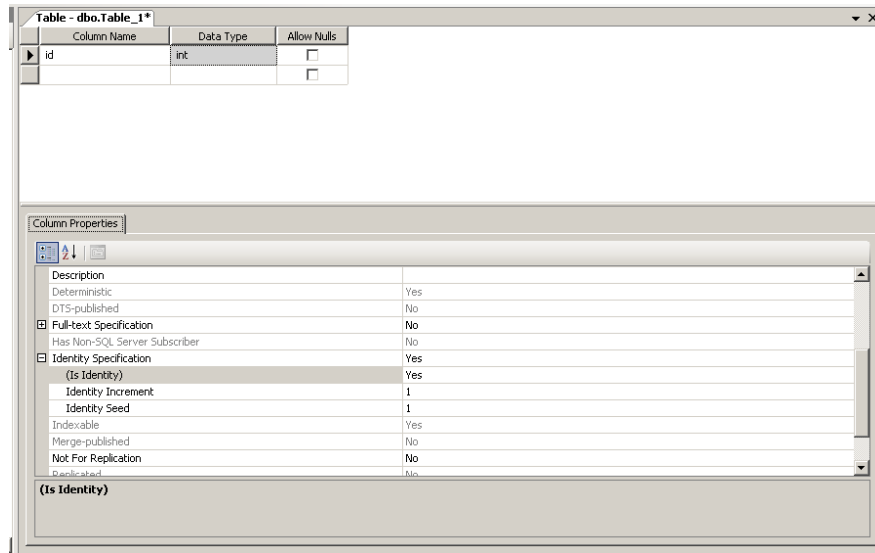 Table - dbo.Table_1*
Column Name Data Type Allow Nulls
id int
Column Properties
Description
Deterministic Yes
DTS-published No
Full-text Specification No
Has Non-SQL Server Subscriber No
Identity Specification Yes
(Is Identity) Yes
Identity Increment 1
Identity Seed 1
Indexable Yes
Merge-published No
Not For Replication No
Replicated No
(Is Identity)